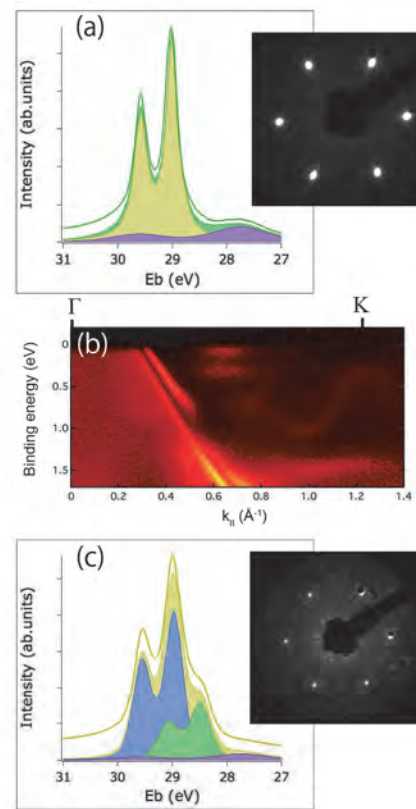 (a)
Intensity (ab.units)
31 30 29 28 27
Eb (eV)
Γ K
(b)
Binding energy (eV)
0
0.5
1.0
1.5
0 0.2 0.4 0.6 0.8 1.0 1.2 1.4
k|| (Å⁻¹)
(c)
Intensity (ab.units)
31 30 29 28 27
Eb (eV)